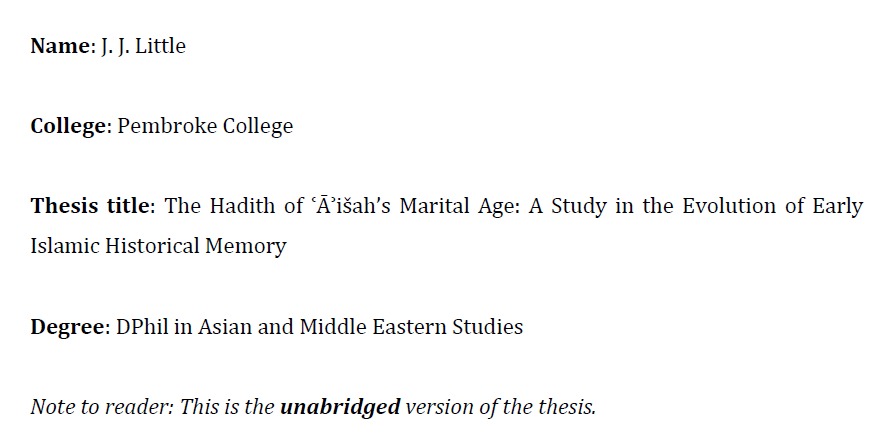 Name: J. J. Little
College: Pembroke College
Thesis title: The Hadith of ʿĀʾišah’s Marital Age: A Study in the Evolution of Early
Islamic Historical Memory
Degree: DPhil in Asian and Middle Eastern Studies
Note to reader: This is the unabridged version of the thesis.